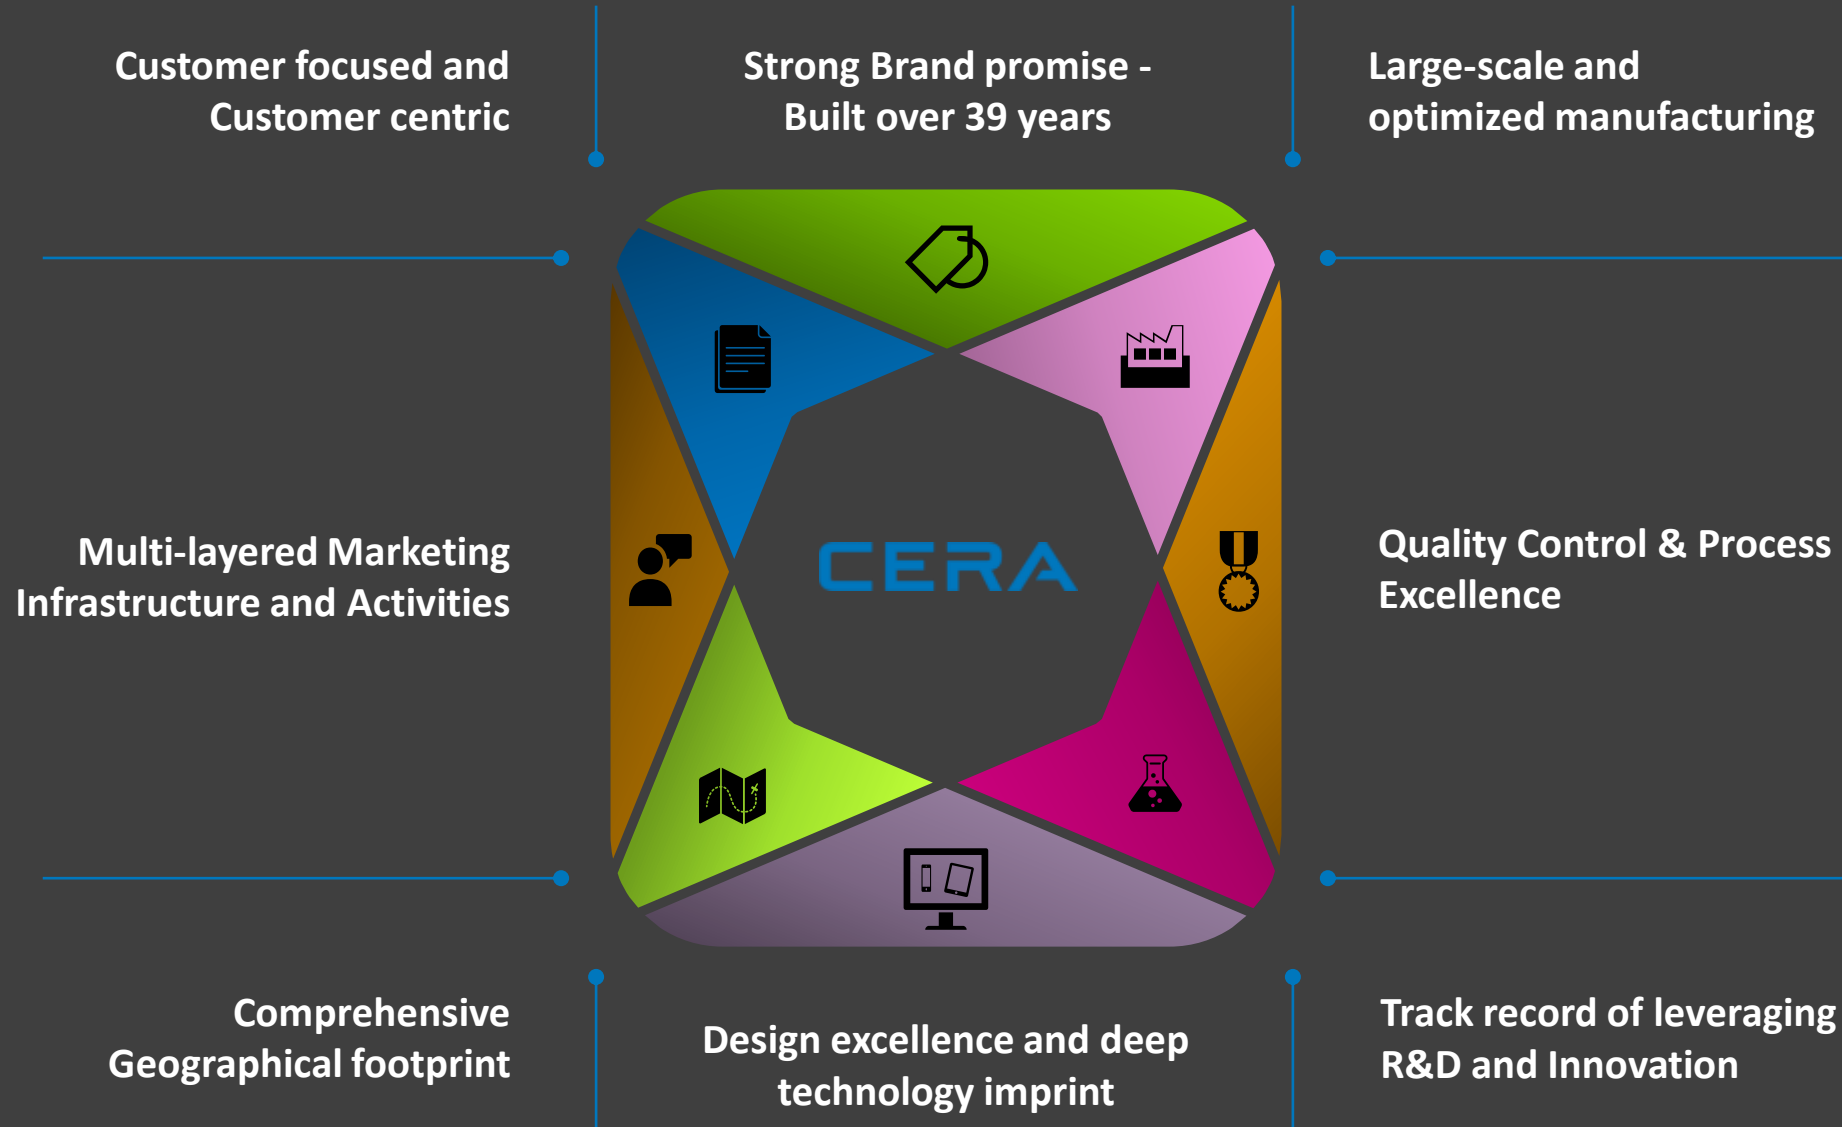 Customer focused and
Customer centric
Strong Brand promise -
Built over 39 years
Large-scale and
optimized manufacturing
Multi-layered Marketing
Infrastructure and Activities
CERA
Quality Control & Process
Excellence
Comprehensive
Geographical footprint
Design excellence and deep
technology imprint
Track record of leveraging
R&D and Innovation